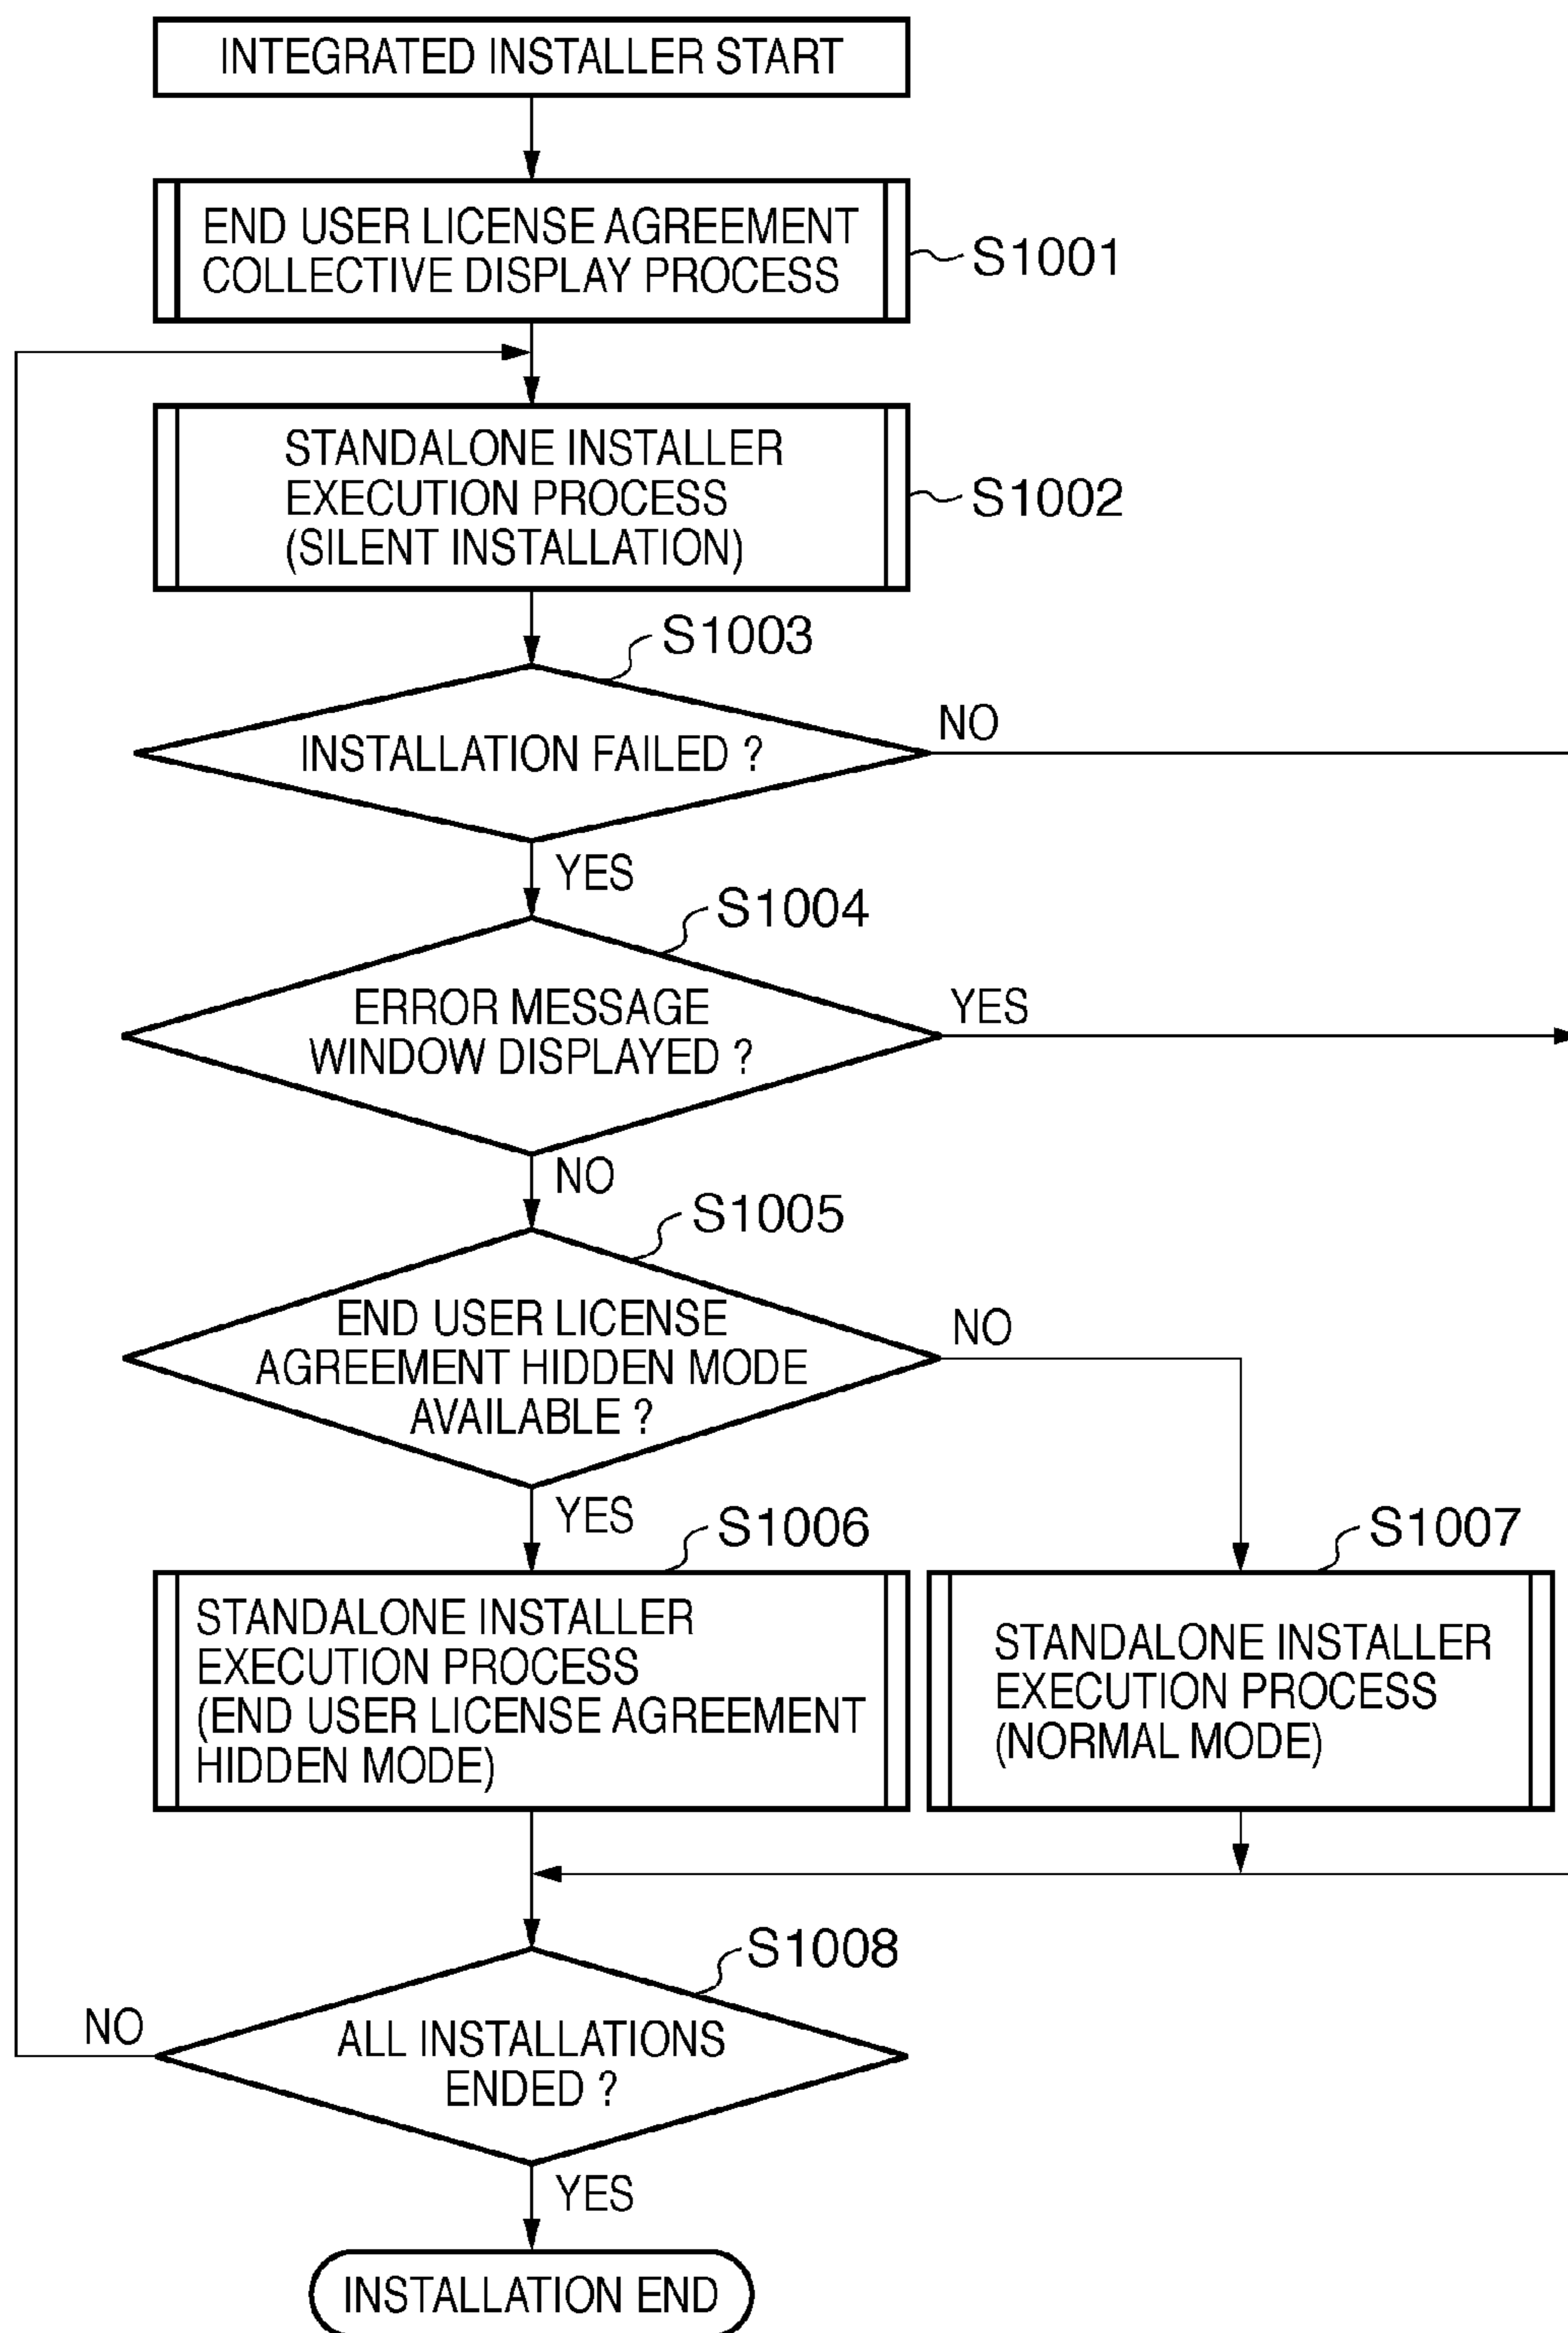 INTEGRATED INSTALLER START
END USER LICENSE AGREEMENT
COLLECTIVE DISPLAY PROCESS
S1001
STANDALONE INSTALLER
EXECUTION PROCESS
(SILENT INSTALLATION)
S1002
S1003
INSTALLATION FAILED ?
NO
YES
S1004
ERROR MESSAGE
WINDOW DISPLAYED ?
YES
NO
S1005
END USER LICENSE
AGREEMENT HIDDEN MODE
AVAILABLE ?
NO
YES
S1006
STANDALONE INSTALLER
EXECUTION PROCESS
(END USER LICENSE AGREEMENT
HIDDEN MODE)
S1007
STANDALONE INSTALLER
EXECUTION PROCESS
(NORMAL MODE)
S1008
ALL INSTALLATIONS
ENDED ?
NO
YES
INSTALLATION END